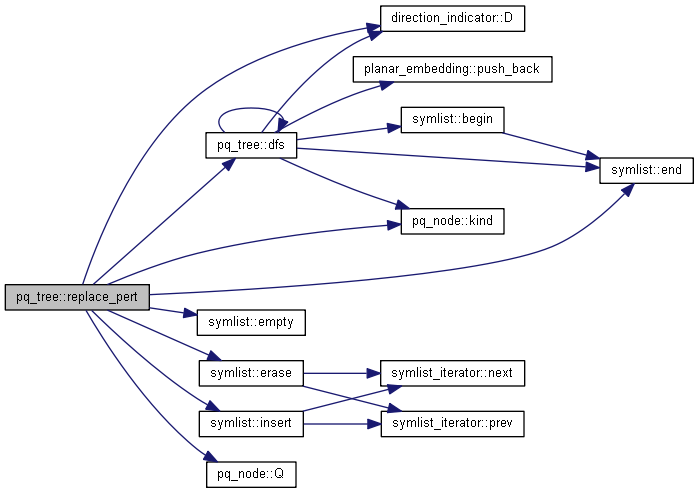 direction_indicator::D
planar_embedding::push_back
symlist::begin
pq_tree::dfs
symlist::end
pq_node::kind
pq_tree::replace_pert
symlist::empty
symlist::erase
symlist_iterator::next
symlist::insert
symlist_iterator::prev
pq_node::Q